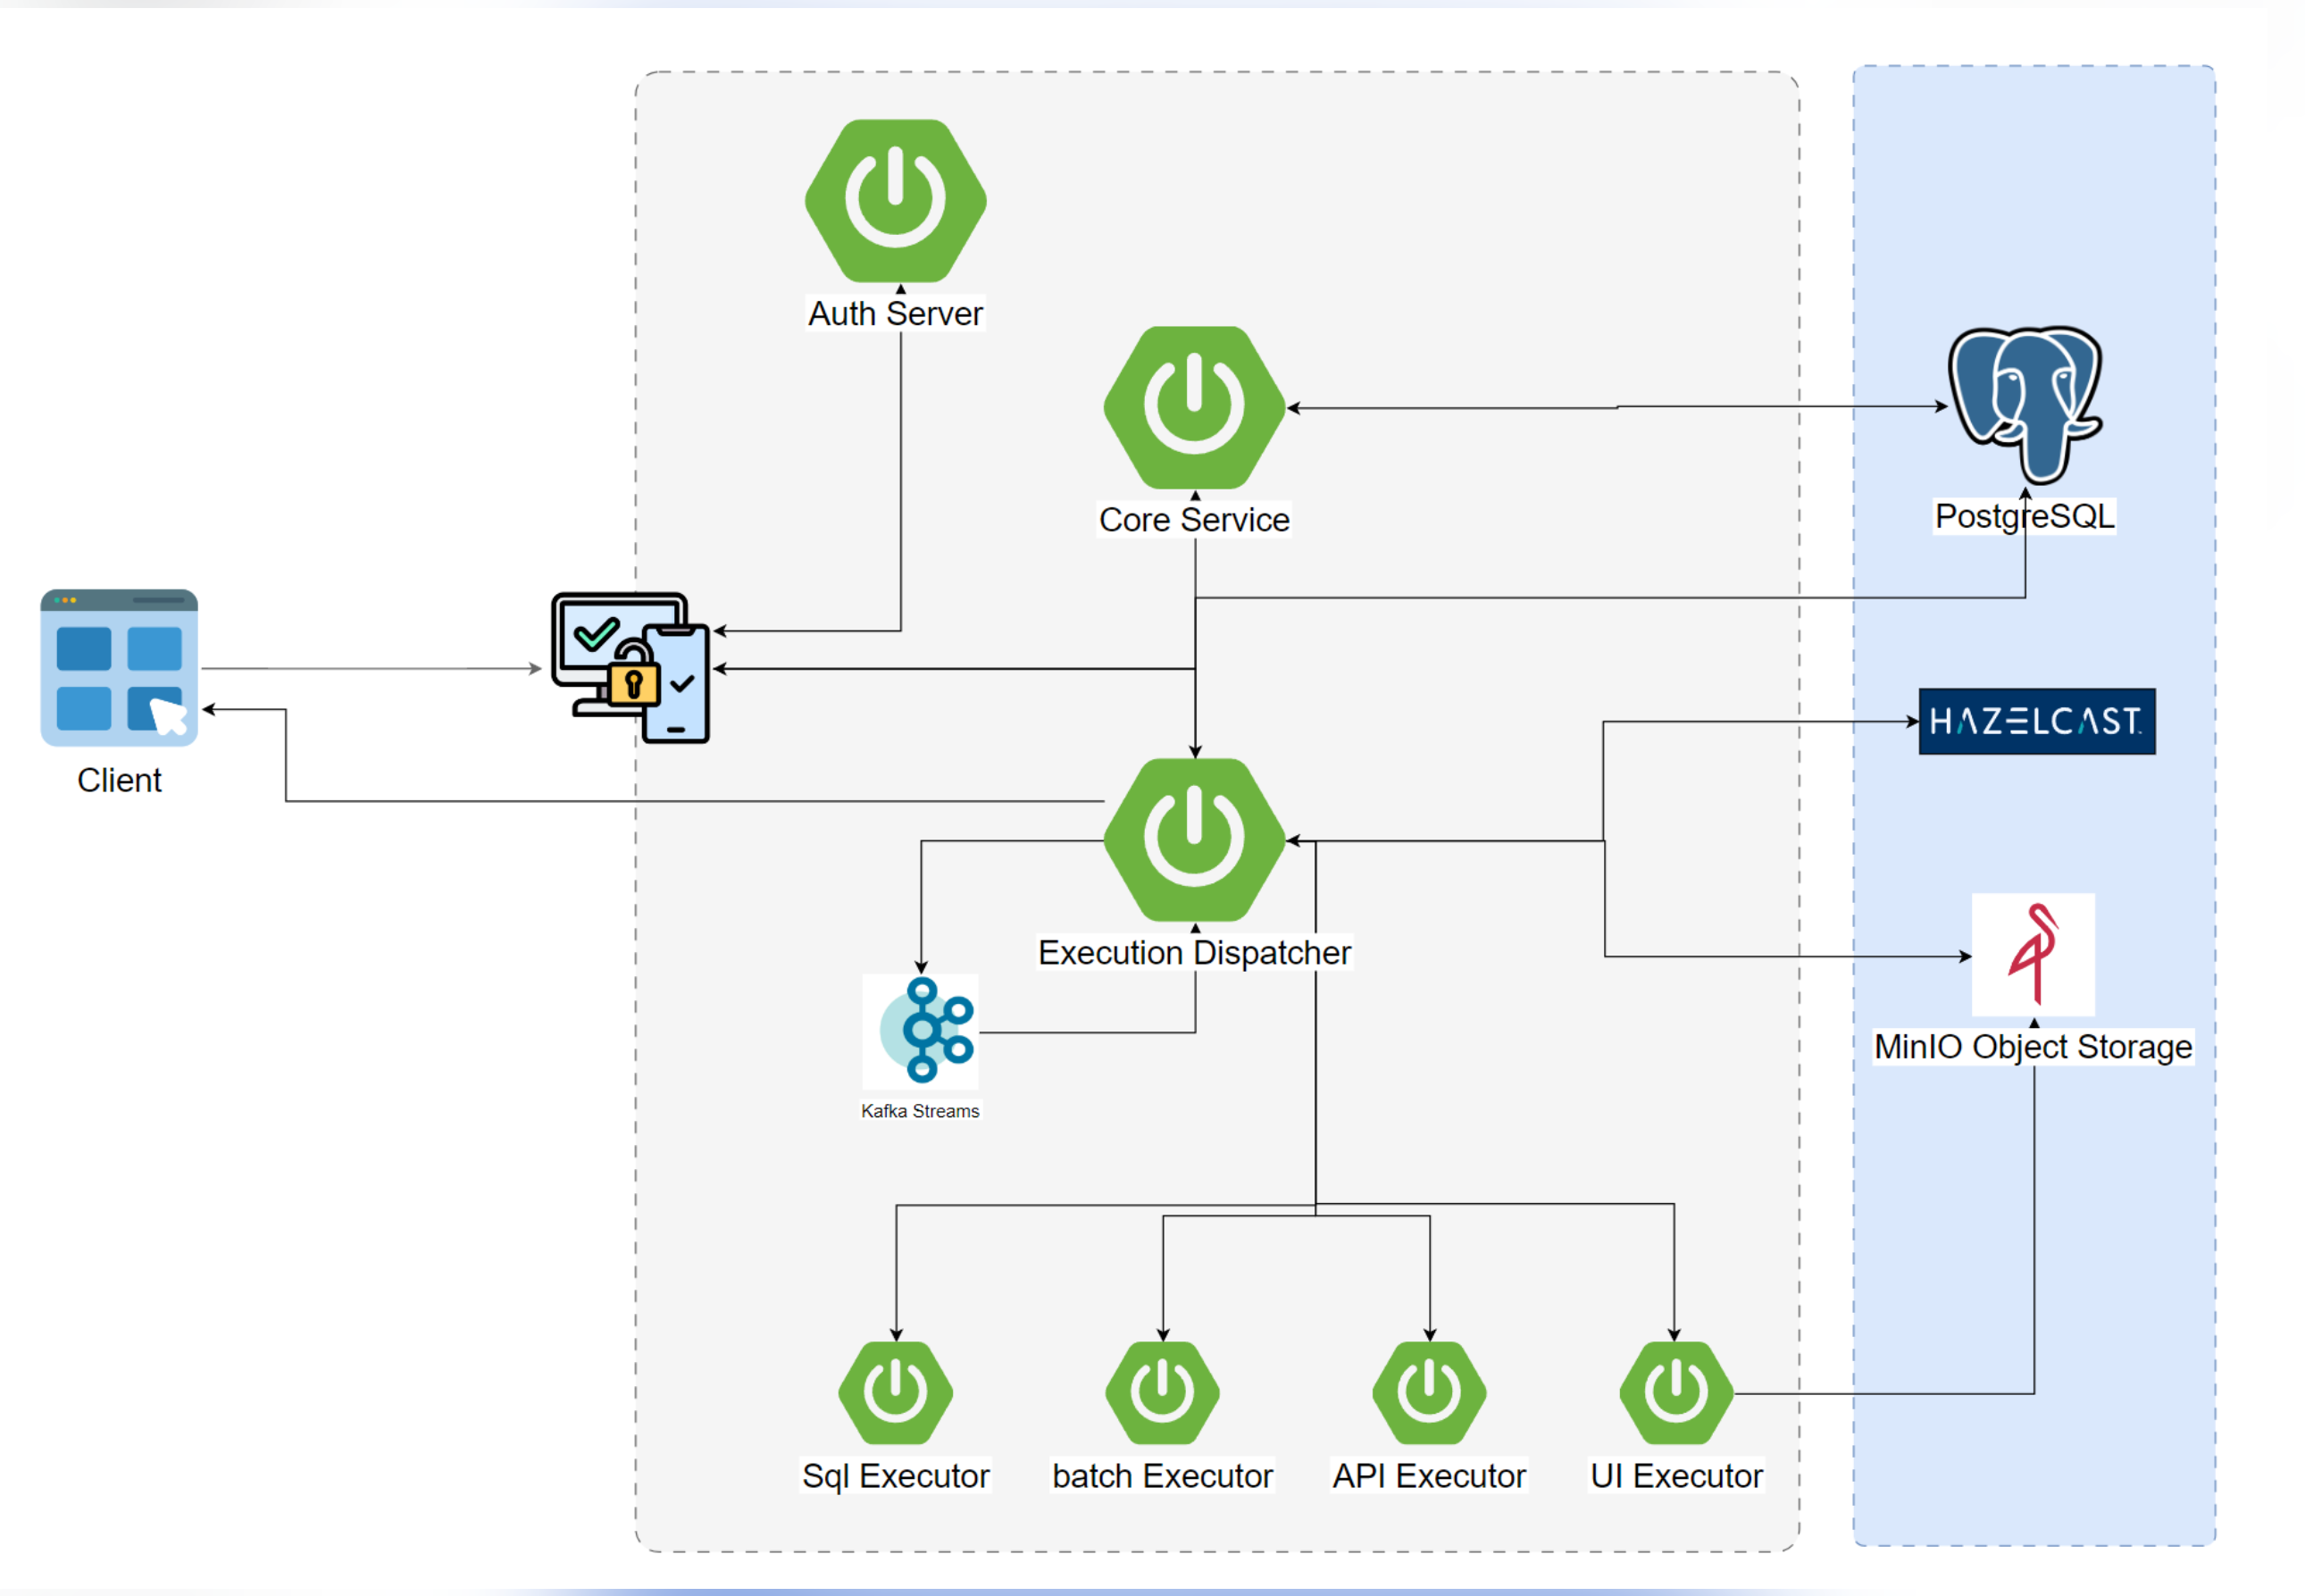 Auth Server
Core Service
PostgreSQL
HAZELCAST
Client
Execution Dispatcher
MinIO Object Storage
Kafka Streams
Sql Executor
batch Executor
API Executor
UI Executor